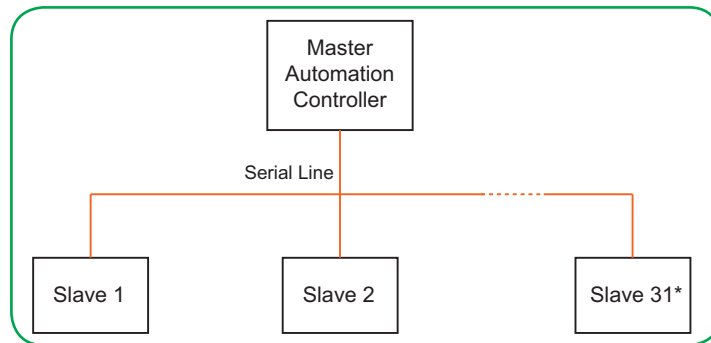 Master
Automation
Controller
Serial Line
Slave 1
Slave 2
Slave 31*